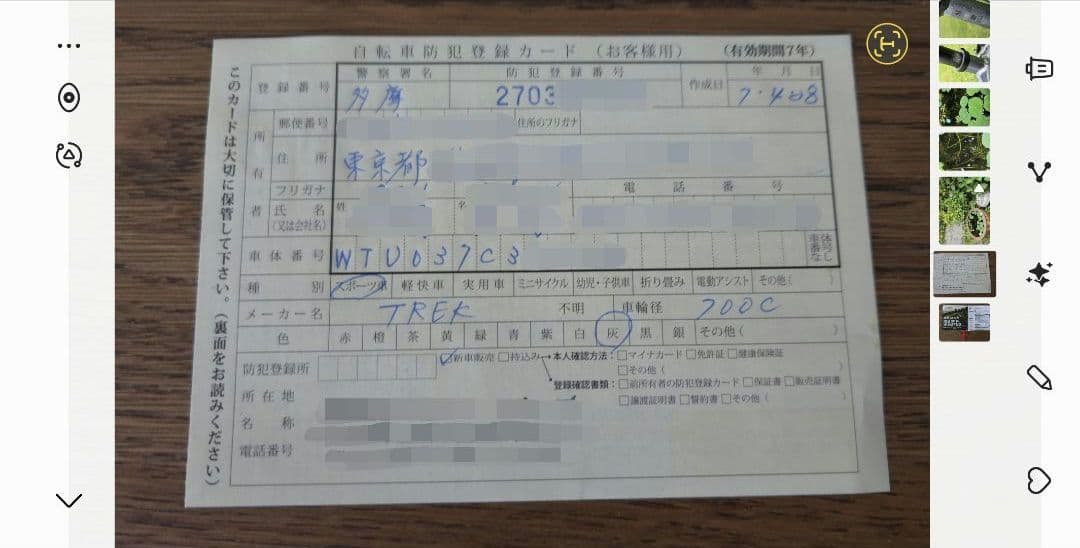 自転車防犯登録カード（お客様用） （有効期間7年）
このカードは大切に保管して下さい。（裏面をお読みください）
登録番号 警察署名 防犯登録番号 作成日 年 月 日
多摩 2703 7.4.08
所有者
郵便番号 住所のフリガナ
住所 東京都
フリガナ 電話番号
氏名 姓 名
（又は会社名）
車体番号 WTU037C3 車体番号なし
種別 スポーツ車 軽快車 実用車 ミニサイクル 幼児・子供車 折り畳み 電動アシスト その他（ ）
メーカー名 TREK 不明 車輪径 700C
色 赤 橙 茶 黄 緑 青 紫 白 灰 黒 銀 その他（ ）
防犯登録所 ☑新車販売 □持込み→本人確認方法：□マイナカード □免許証 □健康保険証
□その他（ ）
登録確認書類：□前所有者の防犯登録カード □保証書 □販売証明書
□譲渡証明書 □誓約書 □その他（ ）
所在地
名称
電話番号